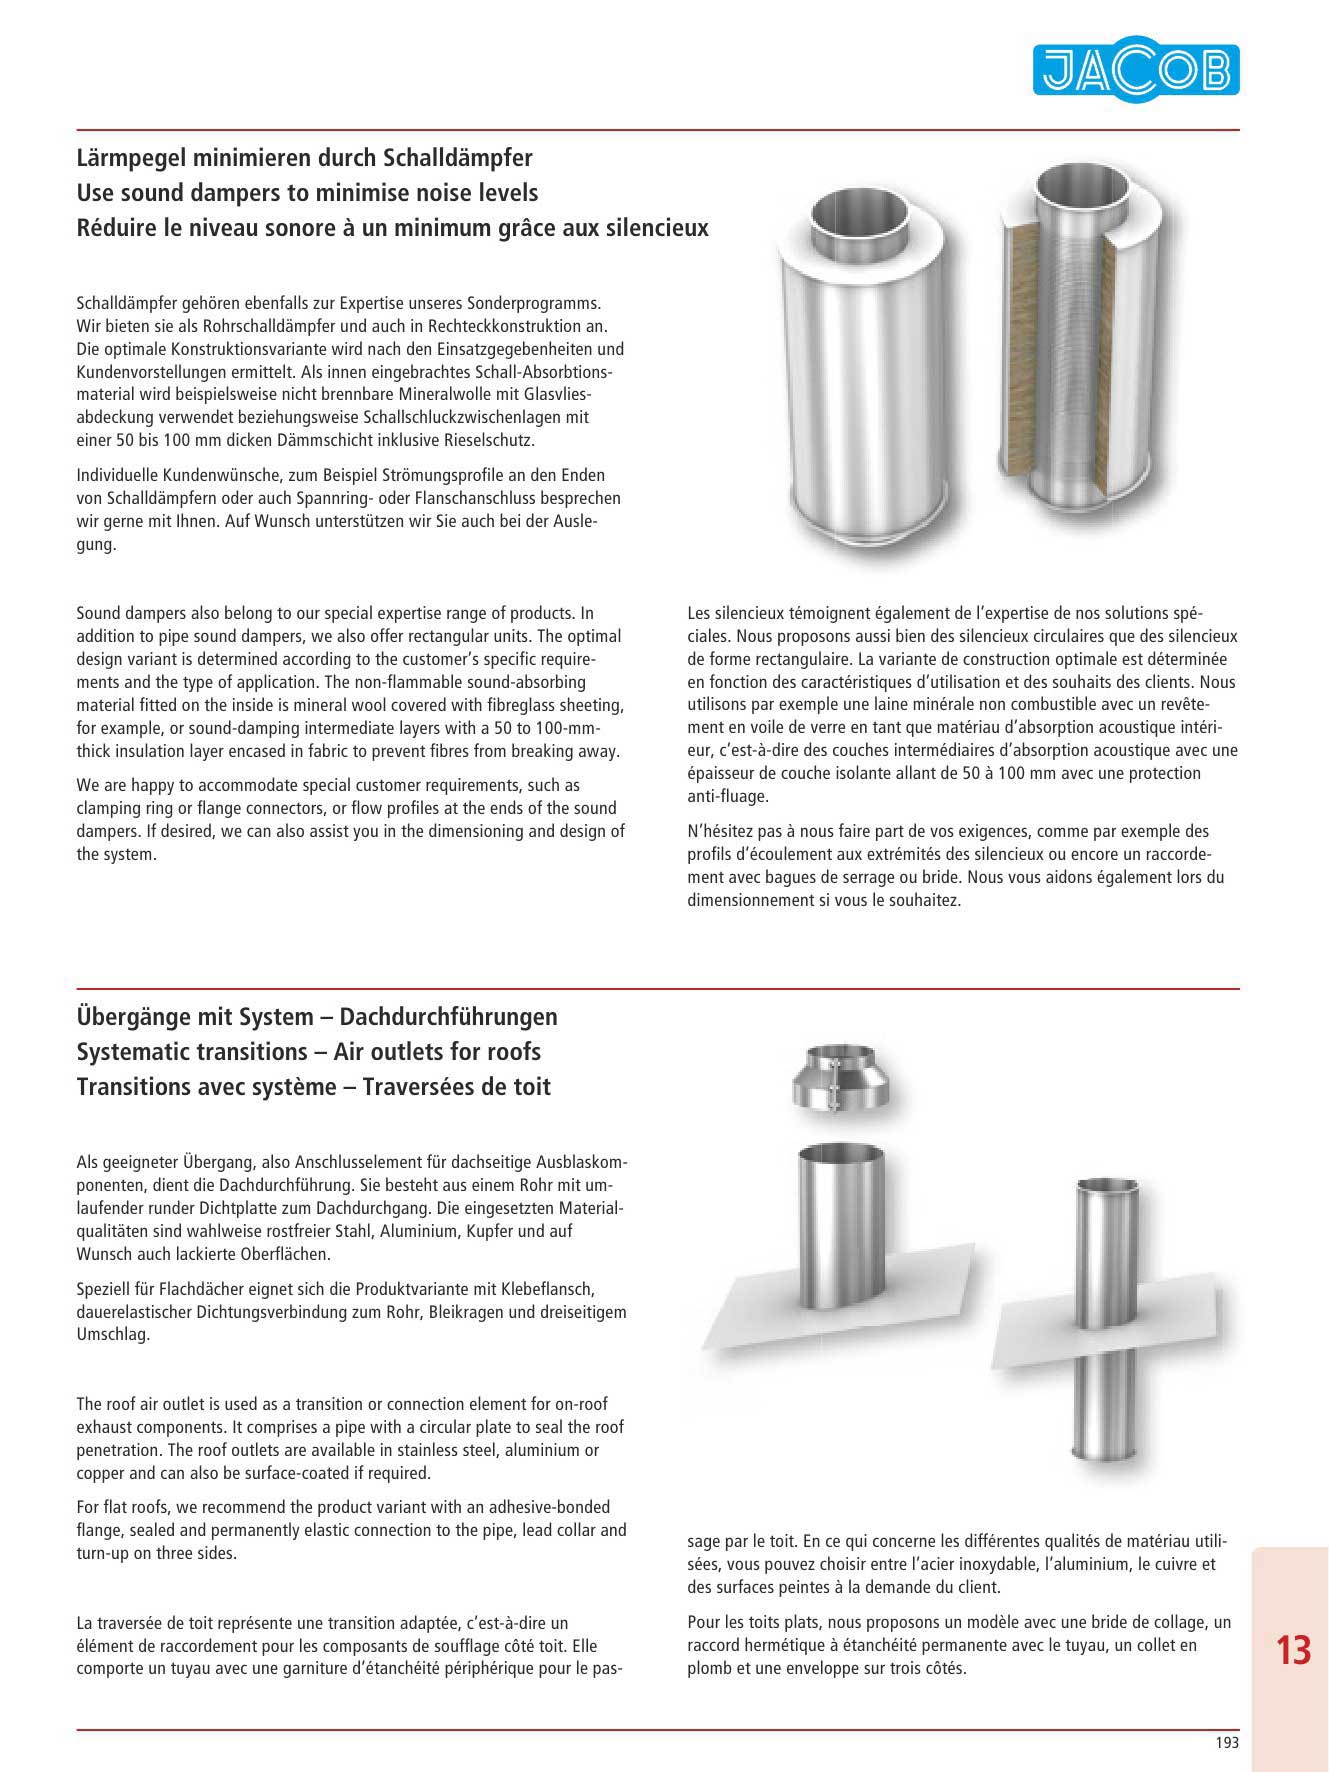 JACOB
Lärmpegel minimieren durch Schalldämpfer
Use sound dampers to minimise noise levels
Réduire le niveau sonore à un minimum grâce aux silencieux
Schalldämpfer gehören ebenfalls zur Expertise unseres Sonderprogramms.
Wir bieten sie als Rohrschalldämpfer und auch in Rechteckkonstruktion an.
Die optimale Konstruktionsvariante wird nach den Einsatzgegebenheiten und
Kundenvorstellungen ermittelt. Als innen eingebrachtes Schall-Absorbtions-
material wird beispielsweise nicht brennbare Mineralwolle mit Glasvlies-
abdeckung verwendet beziehungsweise Schallschluckzwischenlagen mit
einer 50 bis 100 mm dicken Dämmschicht inklusive Rieselschutz.
Individuelle Kundenwünsche, zum Beispiel Strömungsprofile an den Enden
von Schalldämpfern oder auch Spannring- oder Flanschanschluss besprechen
wir gerne mit Ihnen. Auf Wunsch unterstützen wir Sie auch bei der Ausle-
gung.
Sound dampers also belong to our special expertise range of products. In
addition to pipe sound dampers, we also offer rectangular units. The optimal
design variant is determined according to the customer’s specific require-
ments and the type of application. The non-flammable sound-absorbing
material fitted on the inside is mineral wool covered with fibreglass sheeting,
for example, or sound-damping intermediate layers with a 50 to 100-mm-
thick insulation layer encased in fabric to prevent fibres from breaking away.
We are happy to accommodate special customer requirements, such as
clamping ring or flange connectors, or flow profiles at the ends of the sound
dampers. If desired, we can also assist you in the dimensioning and design of
the system.
Les silencieux témoignent également de l’expertise de nos solutions spé-
ciales. Nous proposons aussi bien des silencieux circulaires que des silencieux
de forme rectangulaire. La variante de construction optimale est déterminée
en fonction des caractéristiques d’utilisation et des souhaits des clients. Nous
utilisons par exemple une laine minérale non combustible avec un revête-
ment en voile de verre en tant que matériau d’absorption acoustique intéri-
eur, c’est-à-dire des couches intermédiaires d’absorption acoustique avec une
épaisseur de couche isolante allant de 50 à 100 mm avec une protection
anti-fluage.
N’hésitez pas à nous faire part de vos exigences, comme par exemple des
profils d’écoulement aux extrémités des silencieux ou encore un raccorde-
ment avec bagues de serrage ou bride. Nous vous aidons également lors du
dimensionnement si vous le souhaitez.
Übergänge mit System – Dachdurchführungen
Systematic transitions – Air outlets for roofs
Transitions avec système – Traversées de toit
Als geeigneter Übergang, also Anschlusselement für dachseitige Ausblaskom-
ponenten, dient die Dachdurchführung. Sie besteht aus einem Rohr mit um-
laufender runder Dichtplatte zum Dachdurchgang. Die eingesetzten Material-
qualitäten sind wahlweise rostfreier Stahl, Aluminium, Kupfer und auf
Wunsch auch lackierte Oberflächen.
Speziell für Flachdächer eignet sich die Produktvariante mit Klebeflansch,
dauerelastischer Dichtungsverbindung zum Rohr, Bleikragen und dreiseitigem
Umschlag.
The roof air outlet is used as a transition or connection element for on-roof
exhaust components. It comprises a pipe with a circular plate to seal the roof
penetration. The roof outlets are available in stainless steel, aluminium or
copper and can also be surface-coated if required.
For flat roofs, we recommend the product variant with an adhesive-bonded
flange, sealed and permanently elastic connection to the pipe, lead collar and
turn-up on three sides.
La traversée de toit représente une transition adaptée, c’est-à-dire un
élément de raccordement pour les composants de soufflage côté toit. Elle
comporte un tuyau avec une garniture d’étanchéité périphérique pour le pas-
sage par le toit. En ce qui concerne les différentes qualités de matériau utili-
sées, vous pouvez choisir entre l’acier inoxydable, l’aluminium, le cuivre et
des surfaces peintes à la demande du client.
Pour les toits plats, nous proposons un modèle avec une bride de collage, un
raccord hermétique à étanchéité permanente avec le tuyau, un collet en
plomb et une enveloppe sur trois côtés.
13
193